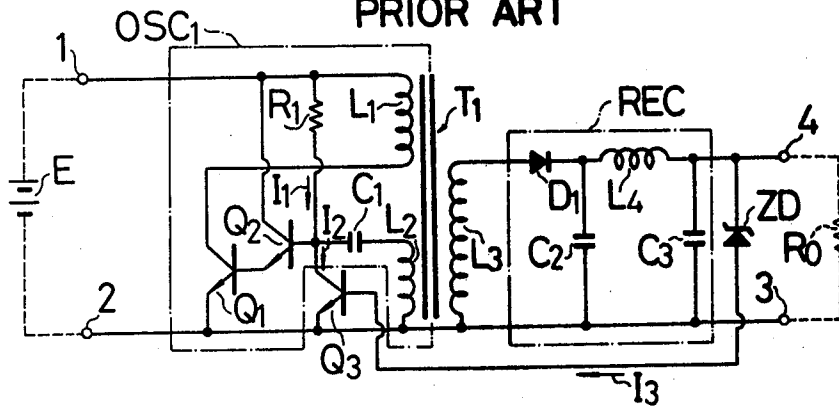 PRIOR ART
OSC1
1
R1
L1
T1
REC
4
E
I1
C1
D1
L4
Q2
I2
L2
L3
C2
C3
ZD
R0
2
Q1
3
Q3
I3